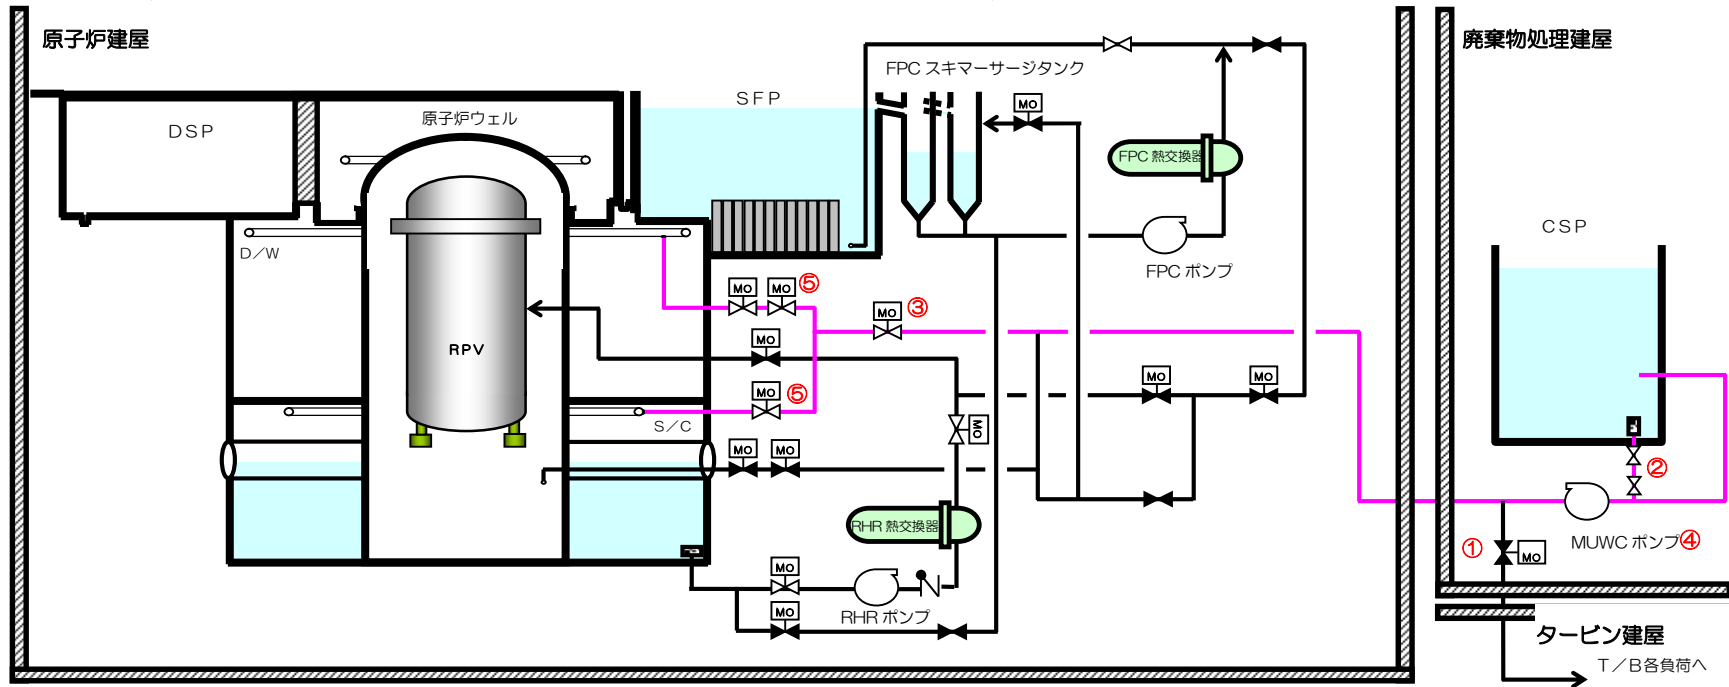 原子炉建屋
廃棄物処理建屋
FPC スキマーサージタンク
SFP
MO
原子炉ウェル
DSP
FPC 熱交換器
CSP
D/W
FPC ポンプ
MO
MO
⑤
MO
③
MO
RPV
MO
MO
MO
⑤
S/C
MO
MO
MO
②
RHR 熱交換器
①
MO
MUWC ポンプ④
MO
MO
RHR ポンプ
タービン建屋
T/B各負荷へ